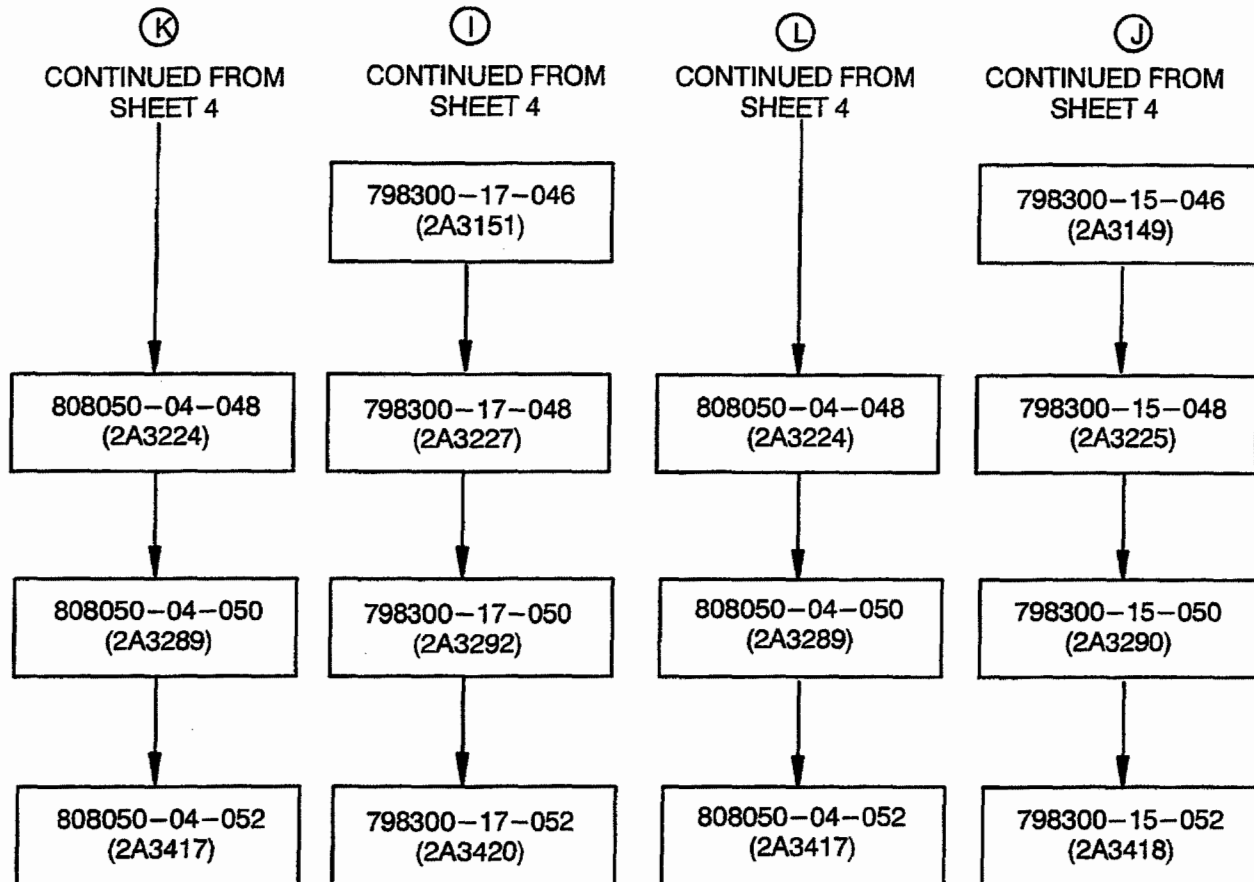 K
CONTINUED FROM
SHEET 4
808050-04-048
(2A3224)
808050-04-050
(2A3289)
808050-04-052
(2A3417)
I
CONTINUED FROM
SHEET 4
798300-17-046
(2A3151)
798300-17-048
(2A3227)
798300-17-050
(2A3292)
798300-17-052
(2A3420)
L
CONTINUED FROM
SHEET 4
808050-04-048
(2A3224)
808050-04-050
(2A3289)
808050-04-052
(2A3417)
J
CONTINUED FROM
SHEET 4
798300-15-046
(2A3149)
798300-15-048
(2A3225)
798300-15-050
(2A3290)
798300-15-052
(2A3418)